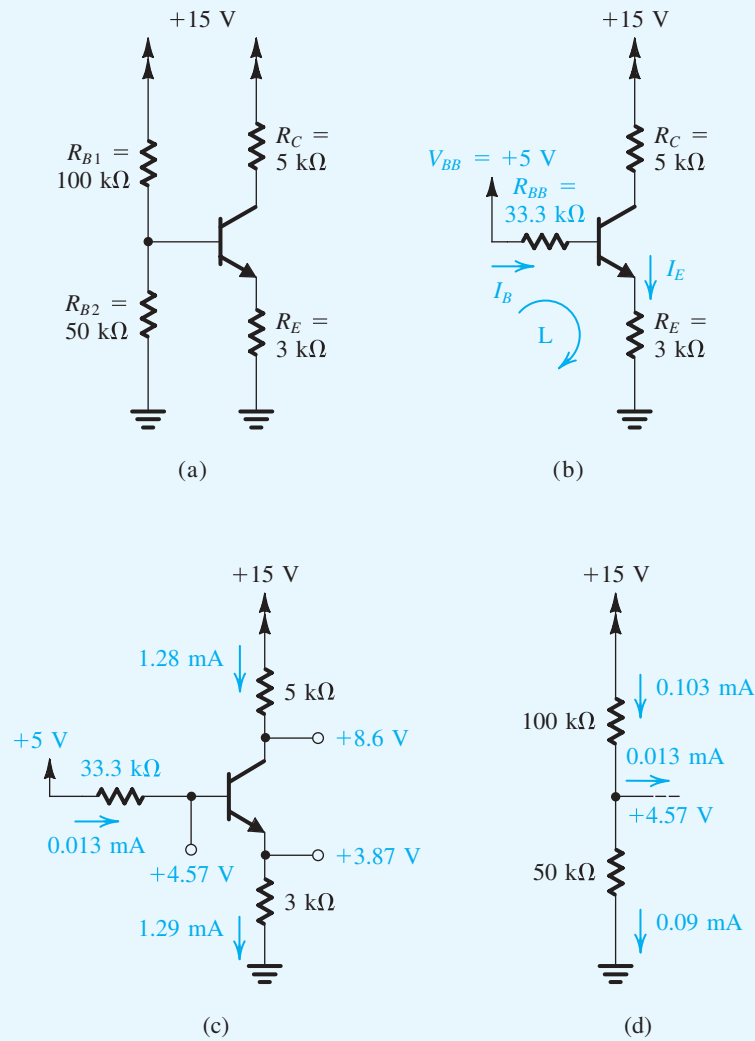 +15 V
R_B1 =
100 kΩ
R_C =
5 kΩ
R_B2 =
50 kΩ
R_E =
3 kΩ
(a)
+15 V
R_C =
5 kΩ
V_BB = +5 V
R_BB =
33.3 kΩ
I_B
I_E
L
R_E =
3 kΩ
(b)
+15 V
1.28 mA
5 kΩ
+8.6 V
+5 V
33.3 kΩ
0.013 mA
+4.57 V
+3.87 V
3 kΩ
1.29 mA
(c)
+15 V
0.103 mA
100 kΩ
0.013 mA
+4.57 V
50 kΩ
0.09 mA
(d)